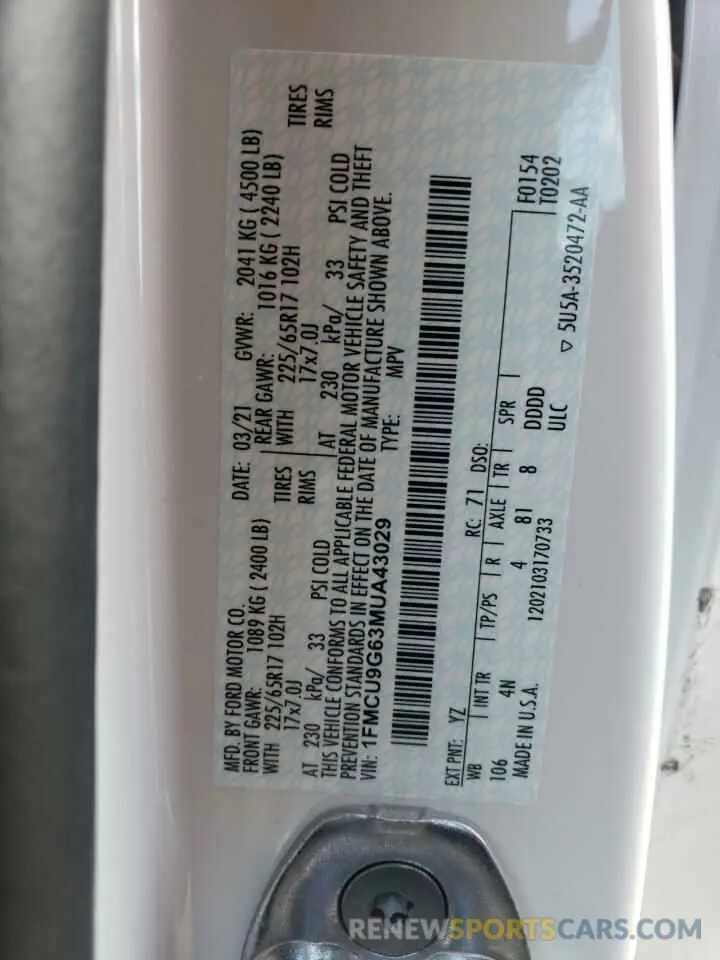 MFD. BY FORD MOTOR CO.
DATE: 03/21 GVWR: 2041 KG ( 4500 LB)
FRONT GAWR: 1089 KG ( 2400 LB) REAR GAWR: 1016 KG ( 2240 LB)
WITH 225/65R17 102H TIRES WITH 225/65R17 102H TIRES
17x7.0J RIMS 17x7.0J RIMS
AT 230 kPa/ 33 PSI COLD AT 230 kPa/ 33 PSI COLD
THIS VEHICLE CONFORMS TO ALL APPLICABLE FEDERAL MOTOR VEHICLE SAFETY AND THEFT
PREVENTION STANDARDS IN EFFECT ON THE DATE OF MANUFACTURE SHOWN ABOVE.
VIN: 1FMCU9G63MUA43029 TYPE: MPV
EXT PNT: YZ RC: 71 DSO:
WB INT TR TP/PS R AXLE TR SPR
106 4N 4 81 8 DDDD
MADE IN U.S.A. 1202103170733 ULC
F0154
T0202
▽ 5U5A-3520472-AA
RENEWSPORTSCARS.COM